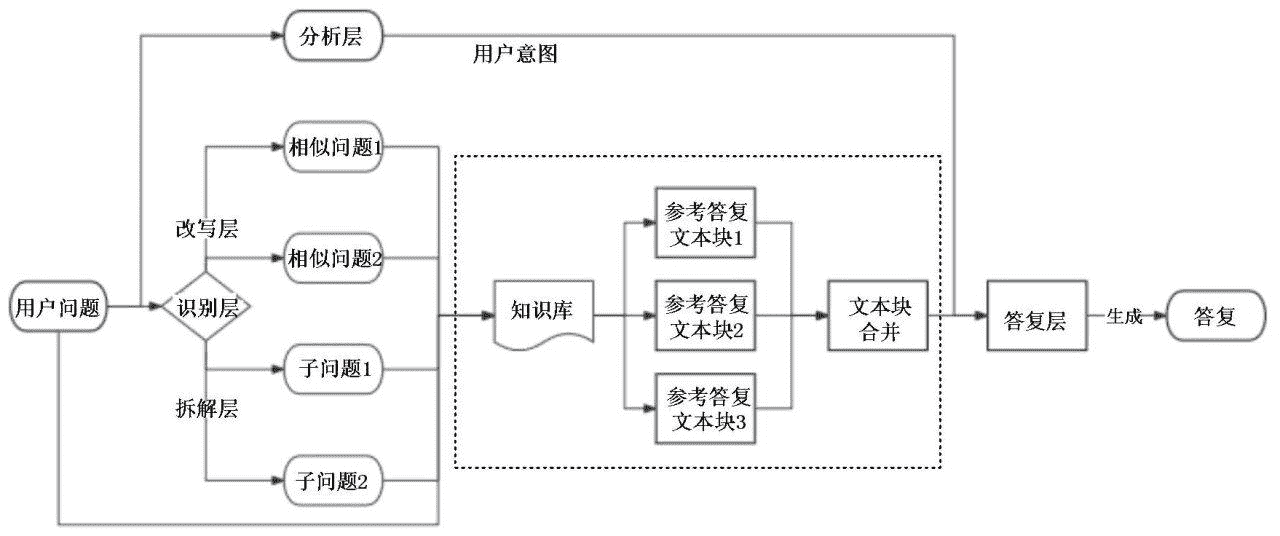 分析层
用户意图
相似问题1
改写层
相似问题2
用户问题
识别层
子问题1
拆解层
子问题2
知识库
参考答复
文本块1
参考答复
文本块2
参考答复
文本块3
文本块
合并
答复层
生成
答复